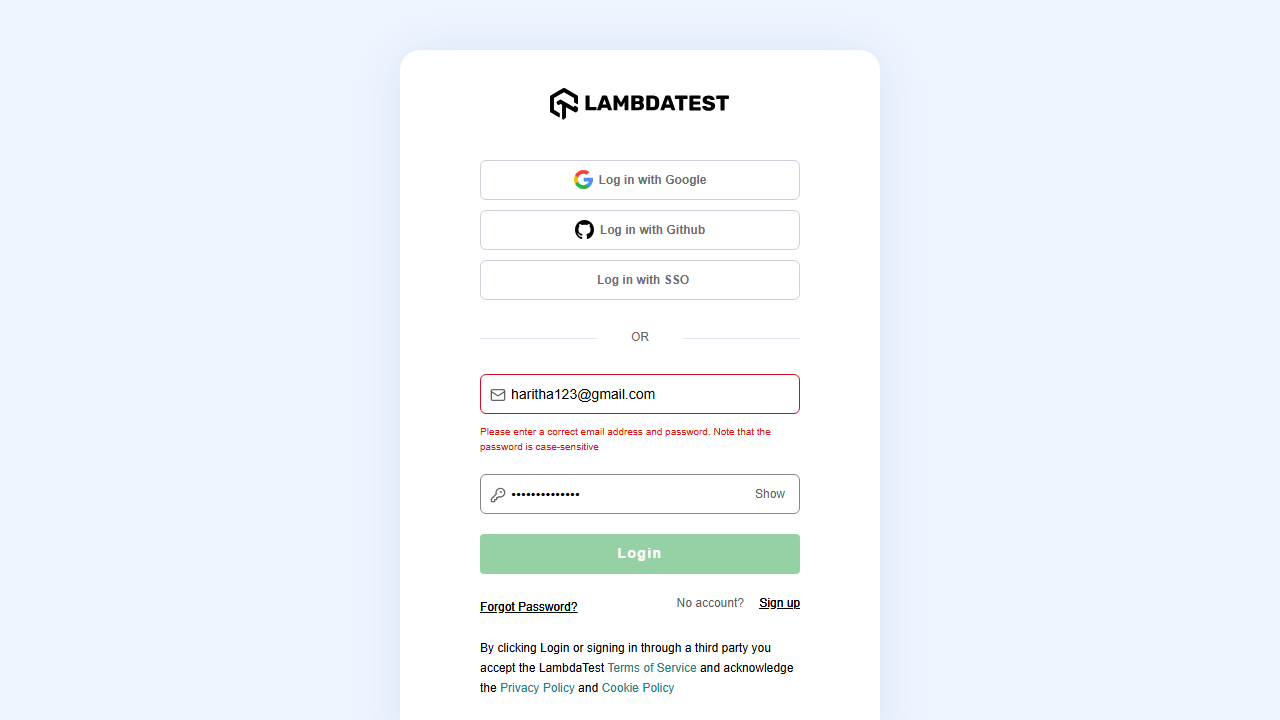 LAMBDATEST
Log in with Google
Log in with Github
Log in with SSO
OR
haritha123@gmail.com
Please enter a correct email address and password. Note that the
password is case-sensitive
•••••••••••••• Show
Login
Forgot Password? No account? Sign up
By clicking Login or signing in through a third party you
accept the LambdaTest Terms of Service and acknowledge
the Privacy Policy and Cookie Policy